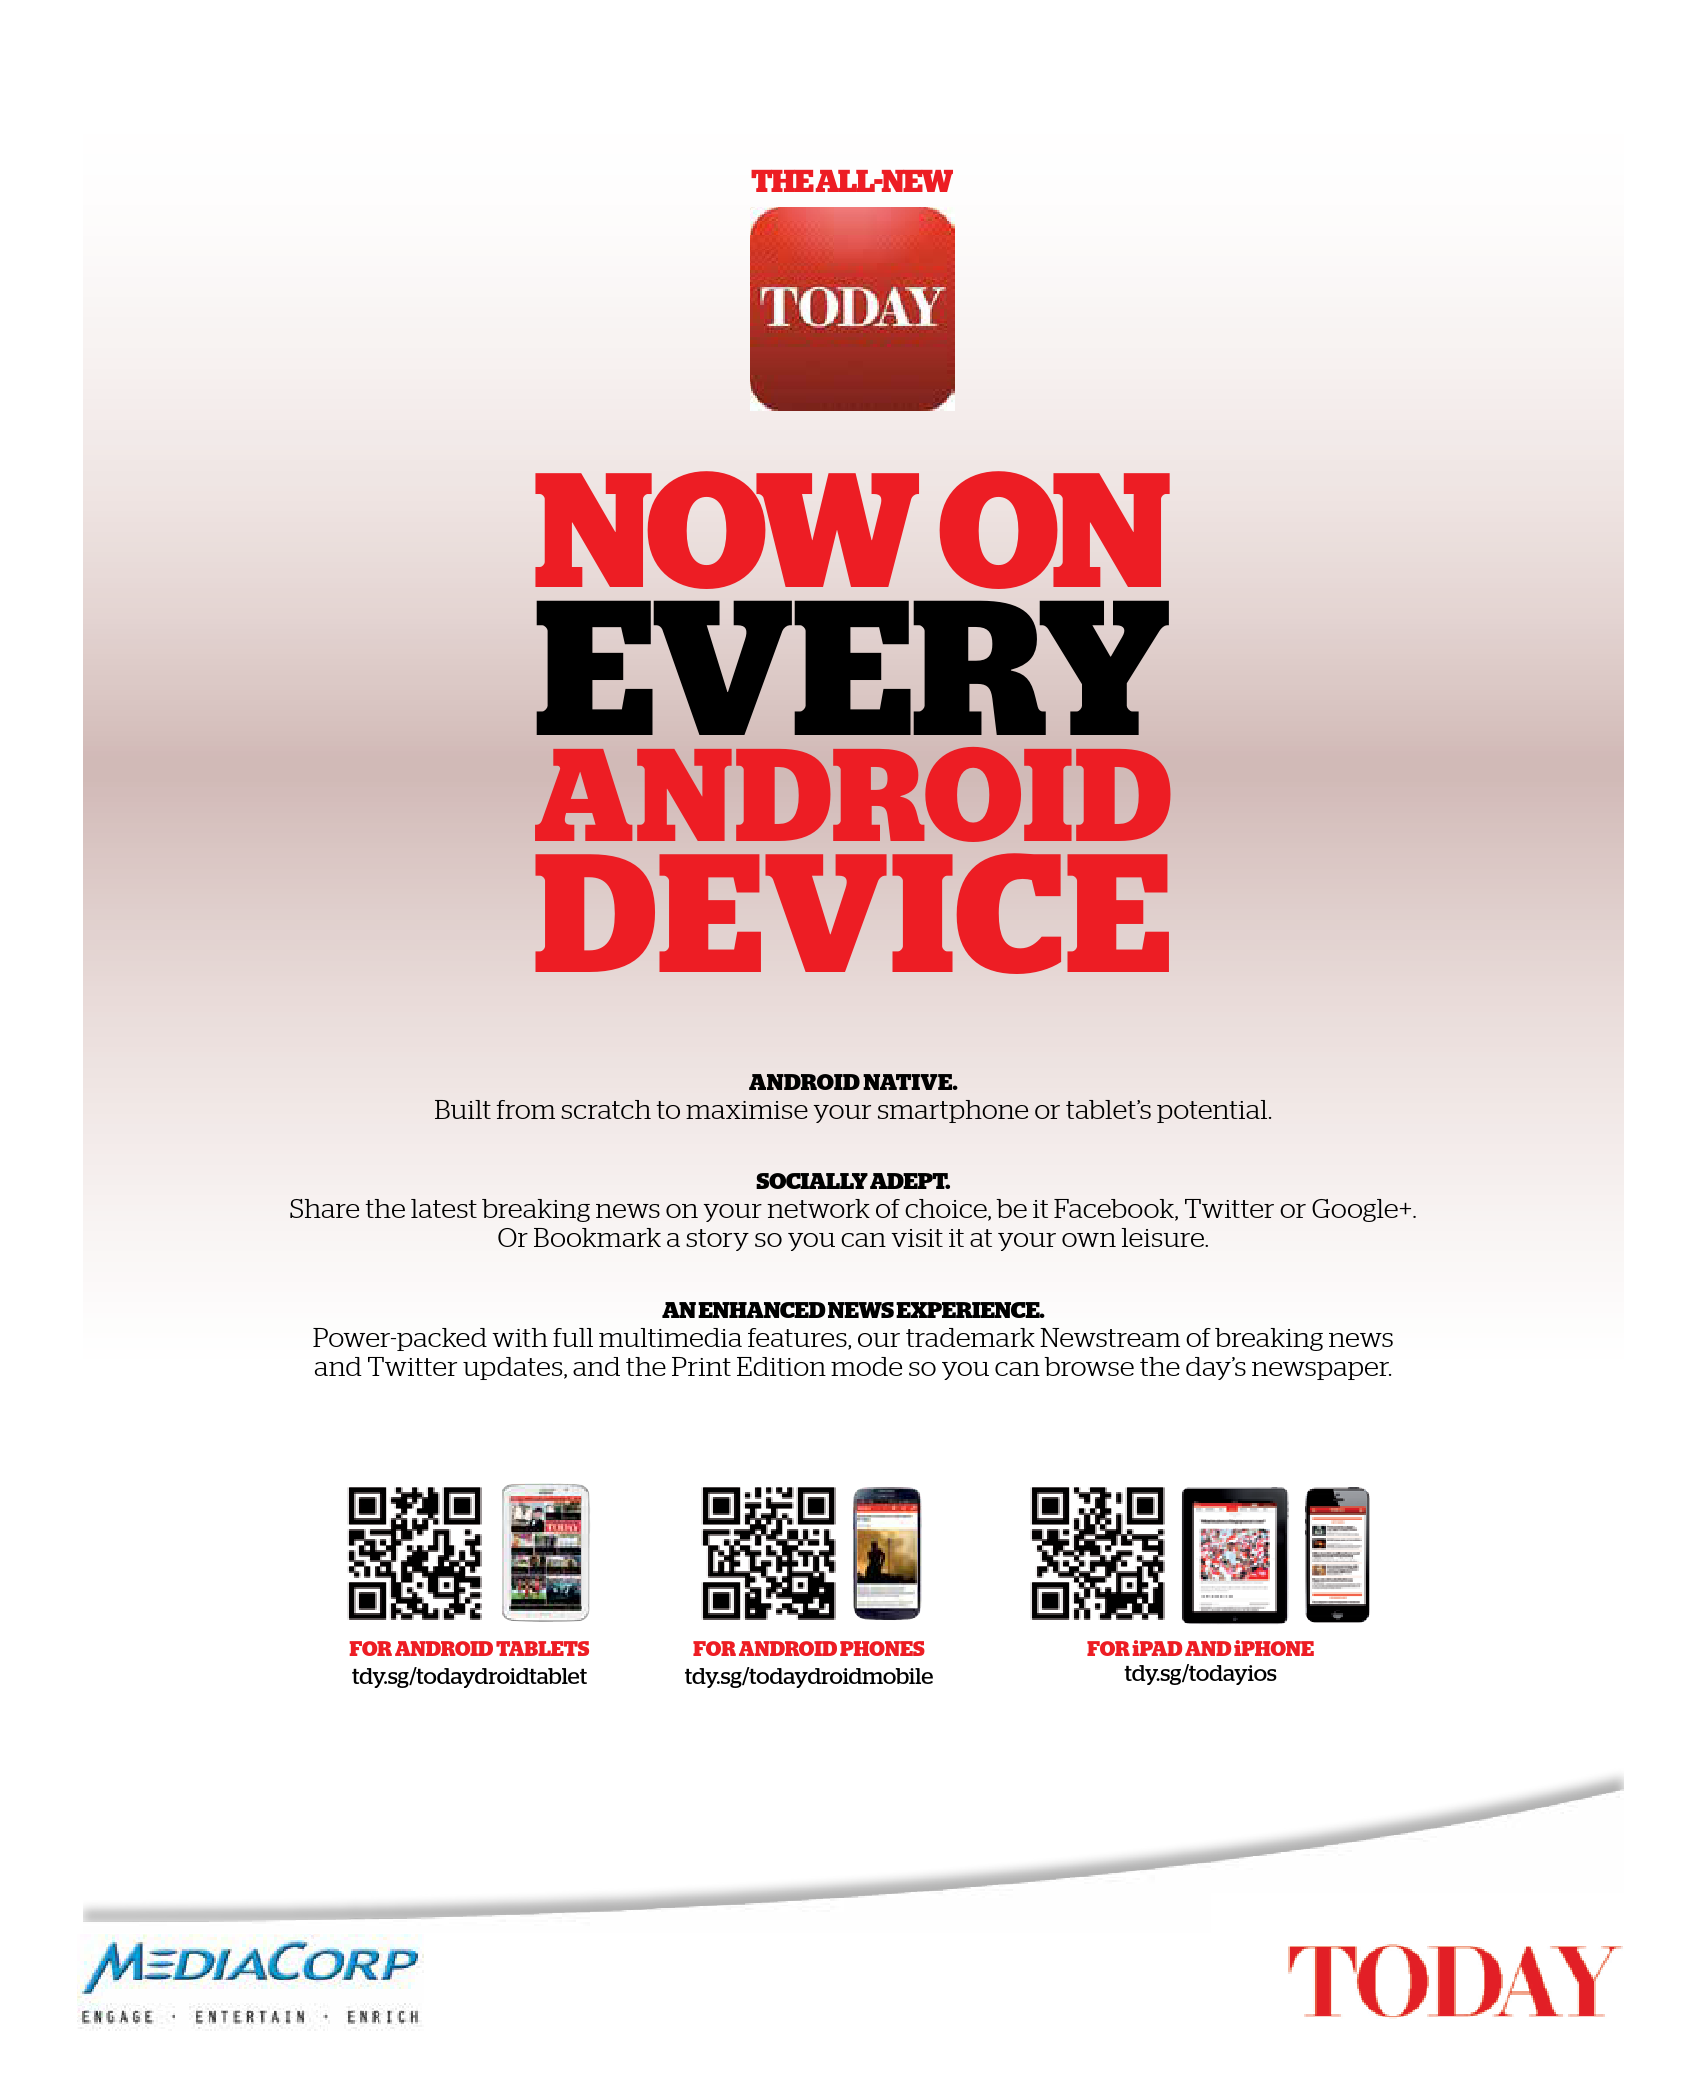 THE ALL-NEW
TODAY
NOW ON
EVERY
ANDROID
DEVICE
ANDROID NATIVE.
Built from scratch to maximise your smartphone or tablet's potential.
SOCIALLY ADEPT.
Share the latest breaking news on your network of choice, be it Facebook, Twitter or Google+.
Or Bookmark a story so you can visit it at your own leisure.
AN ENHANCED NEWS EXPERIENCE.
Power-packed with full multimedia features, our trademark Newstream of breaking news
and Twitter updates, and the Print Edition mode so you can browse the day's newspaper.
TODAY
FOR ANDROID TABLETS
tdy.sg/todaydroidtablet
FOR ANDROID PHONES
tdy.sg/todaydroidmobile
FOR iPAD AND iPHONE
tdy.sg/todayios
MEDIACORP
ENGAGE · ENTERTAIN · ENRICH
TODAY